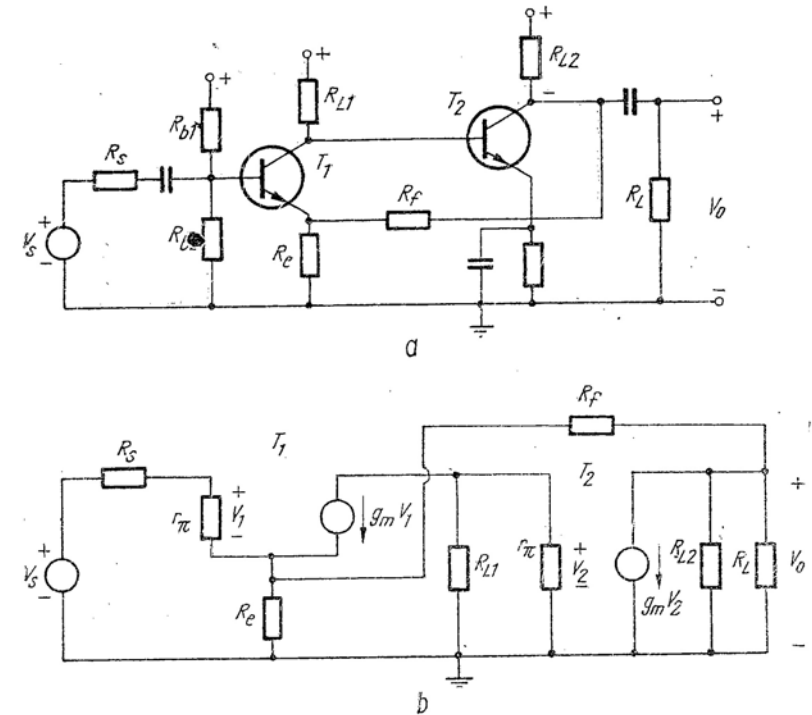 +
+
+
R_L2
R_b1
R_L1
T_2
-
+
R_s
T_1
R_f
R_L
V_o
+
V_s
-
R_e
-
a
R_f
T_1
T_2
R_s
+
+
V_1
r_π
-
g_m V_1
+
V_s
-
R_e
R_L1
r_π
+
V_2
-
g_m V_2
R_L2
R_L
V_o
-
b